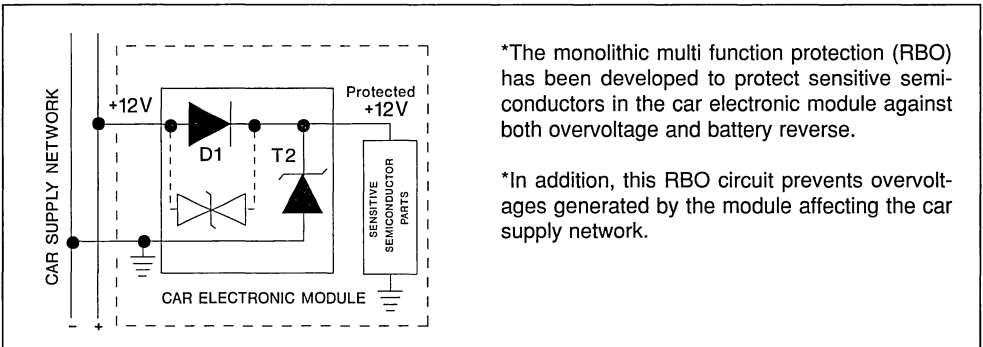 CAR SUPPLY NETWORK
+12V
D1
T2
Protected
+12V
SENSITIVE
SEMICONDUCTOR
PARTS
CAR ELECTRONIC MODULE
- +
*The monolithic multi function protection (RBO)
has been developed to protect sensitive semi-
conductors in the car electronic module against
both overvoltage and battery reverse.
*In addition, this RBO circuit prevents overvolt-
ages generated by the module affecting the car
supply network.